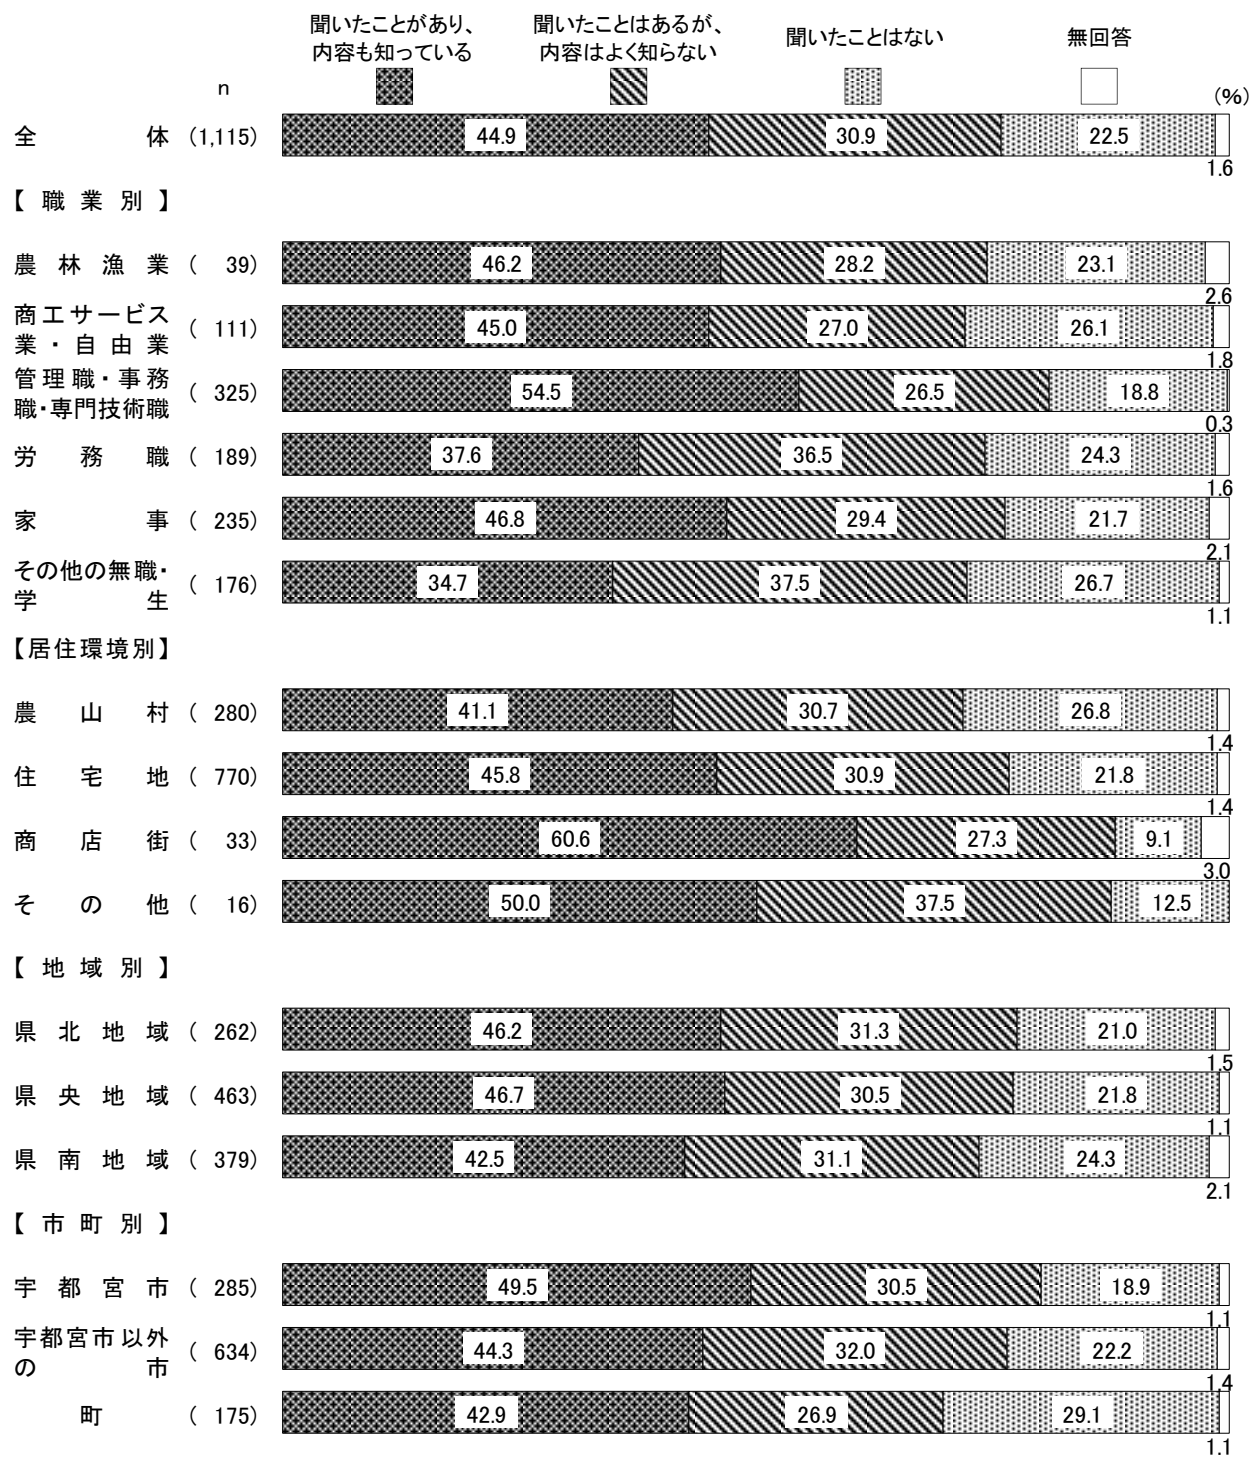 聞いたことがあり、 聞いたことはあるが、 聞いたことはない 無回答
内容も知っている 内容はよく知らない
n (%)
全体 (1,115) 44.9 30.9 22.5 1.6
【職業別】
農林漁業 ( 39) 46.2 28.2 23.1 2.6
商工サービス
業・自由業 ( 111) 45.0 27.0 26.1 1.8
管理職・事務
職・専門技術職 ( 325) 54.5 26.5 18.8 0.3
労務職 ( 189) 37.6 36.5 24.3 1.6
家事 ( 235) 46.8 29.4 21.7 2.1
その他の無職・
学生 ( 176) 34.7 37.5 26.7 1.1
【居住環境別】
農山村 ( 280) 41.1 30.7 26.8 1.4
住宅地 ( 770) 45.8 30.9 21.8 1.4
商店街 ( 33) 60.6 27.3 9.1 3.0
その他 ( 16) 50.0 37.5 12.5
【地域別】
県北地域 ( 262) 46.2 31.3 21.0 1.5
県央地域 ( 463) 46.7 30.5 21.8 1.1
県南地域 ( 379) 42.5 31.1 24.3 2.1
【市町別】
宇都宮市 ( 285) 49.5 30.5 18.9 1.1
宇都宮市以外
の市 ( 634) 44.3 32.0 22.2 1.4
町 ( 175) 42.9 26.9 29.1 1.1